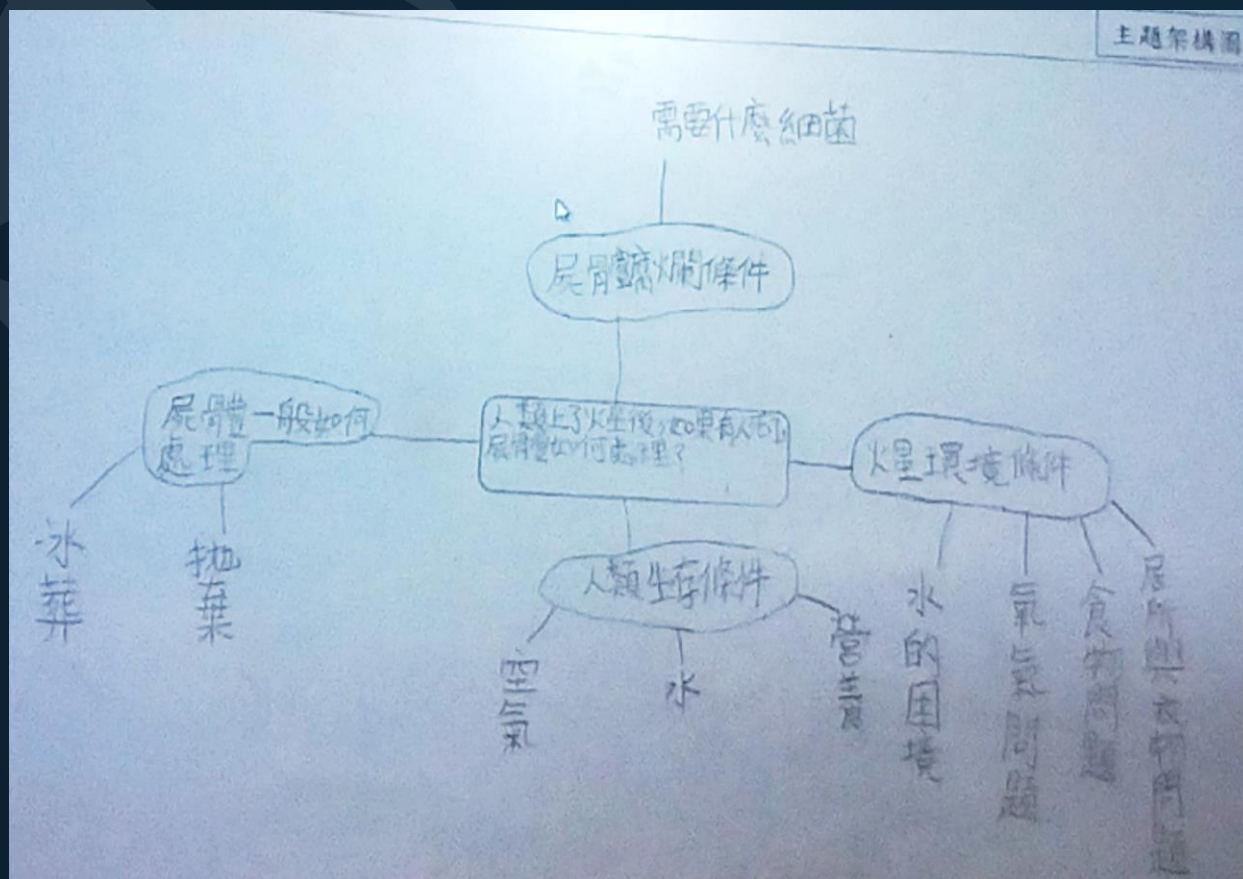 主題架構圖
需要什麼細菌
屍體腐爛條件
屍體一般如何
處理
冰葬
拋棄
人類上了火星後,如果有人死亡,
屍體如何處理?
人類生存條件
空氣
水
營養
火星環境條件
水的困境
氧氣問題
食物問題
居所與衣物問題